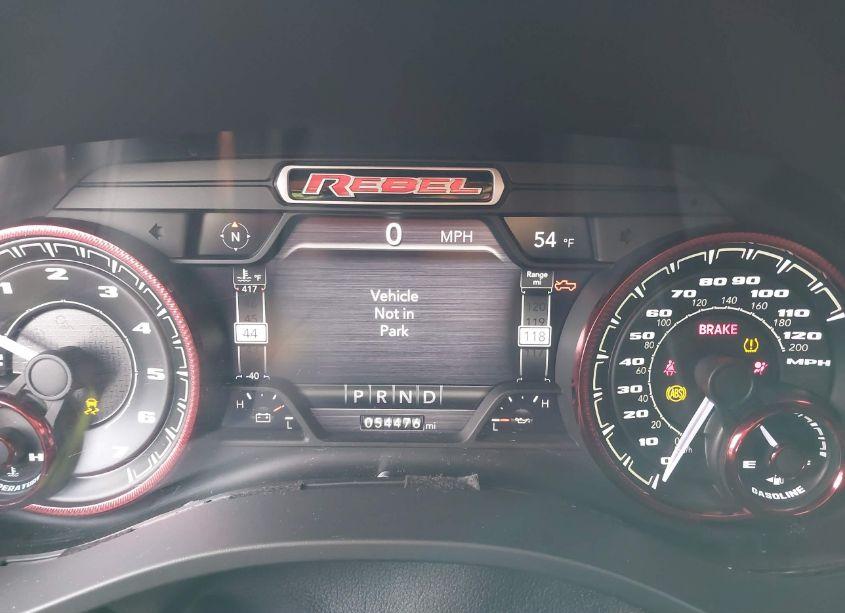 REBEL
N
0 MPH
54 °F
°F
417
45
44
-40
Vehicle
Not in
Park
Range
mi
120
119
118
117
P R N D
H L
054476 mi
L H
1 2 3 4 5 6 7
H
0 10 20 30 40 50 60 70 80 90 100 110 120
MPH
60 80 100 120 140 160 180 200
BRAKE
ABS
E
GASOLINE